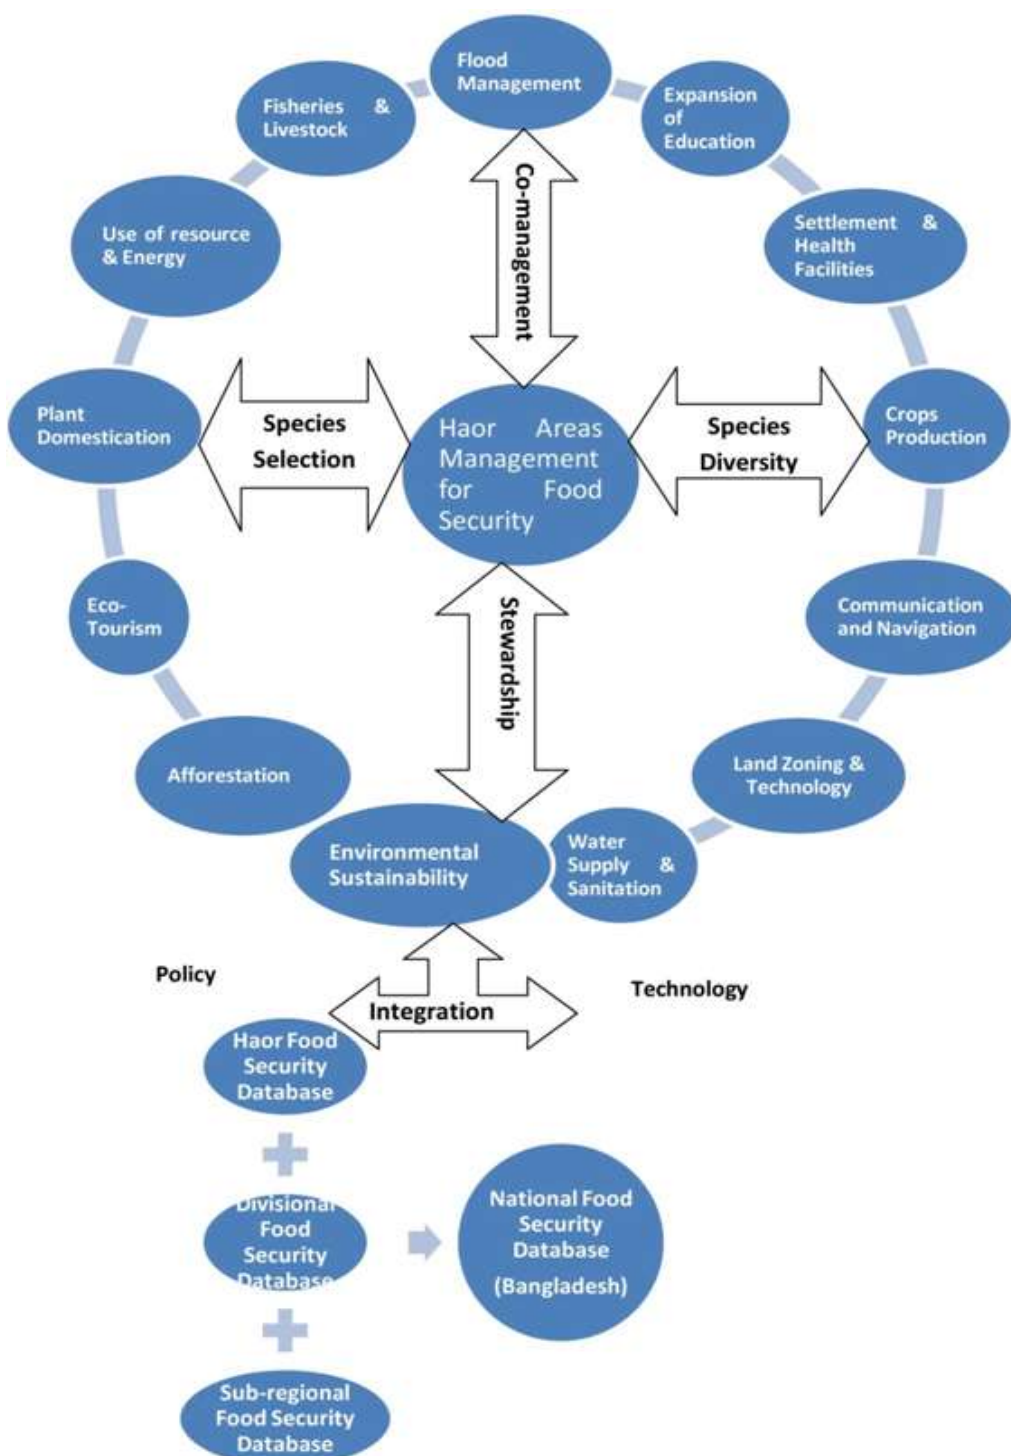 Flood
Management
Fisheries &
Livestock
Expansion
of
Education
Co-management
Use of resource
& Energy
Settlement &
Health
Facilities
Plant
Domestication
Species
Selection
Haor Areas
Management
for Food
Security
Species
Diversity
Crops
Production
Eco-
Tourism
Stewardship
Communication
and Navigation
Afforestation
Land Zoning &
Technology
Environmental
Sustainability
Water
Supply &
Sanitation
Policy
Technology
Integration
Haor Food
Security
Database
Divisional
Food
Security
Database
National Food
Security
Database
(Bangladesh)
Sub-regional
Food Security
Database